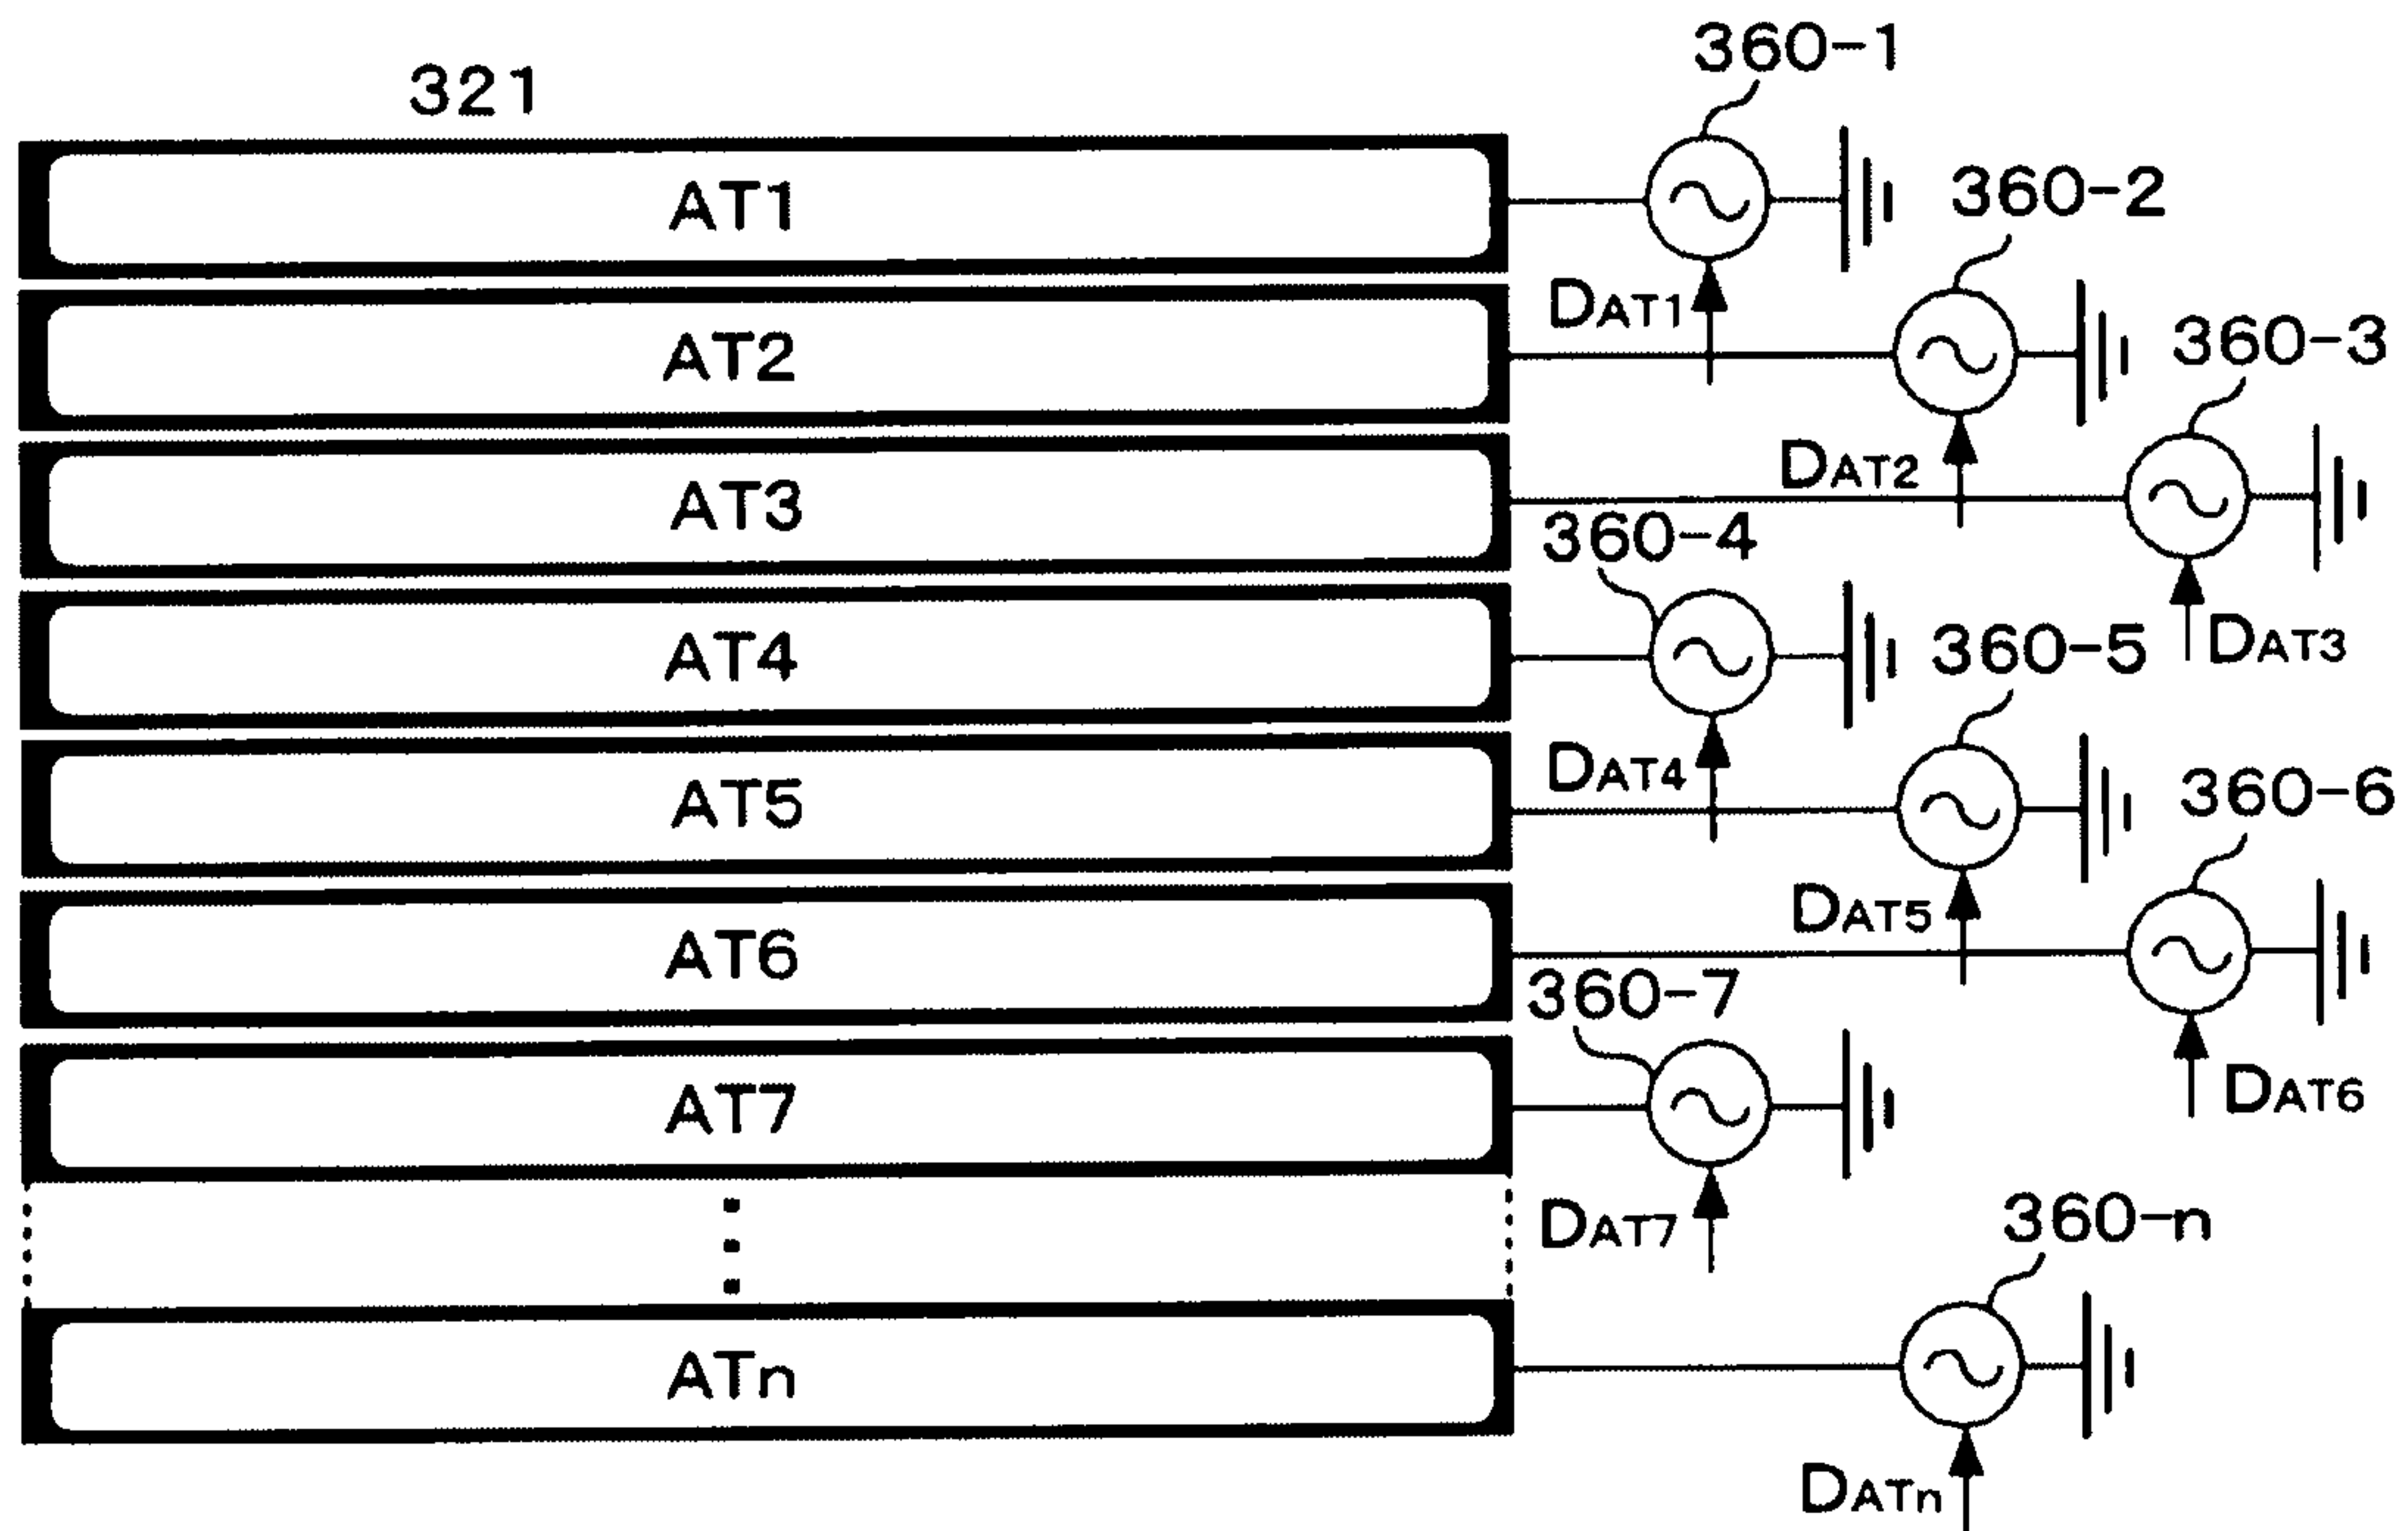 360-1
321
AT1
360-2
DAT1
AT2
360-3
DAT2
AT3
360-4
DAT3
AT4
360-5
DAT4
AT5
360-6
DAT5
AT6
360-7
DAT6
AT7
DAT7
360-n
ATn
DATn